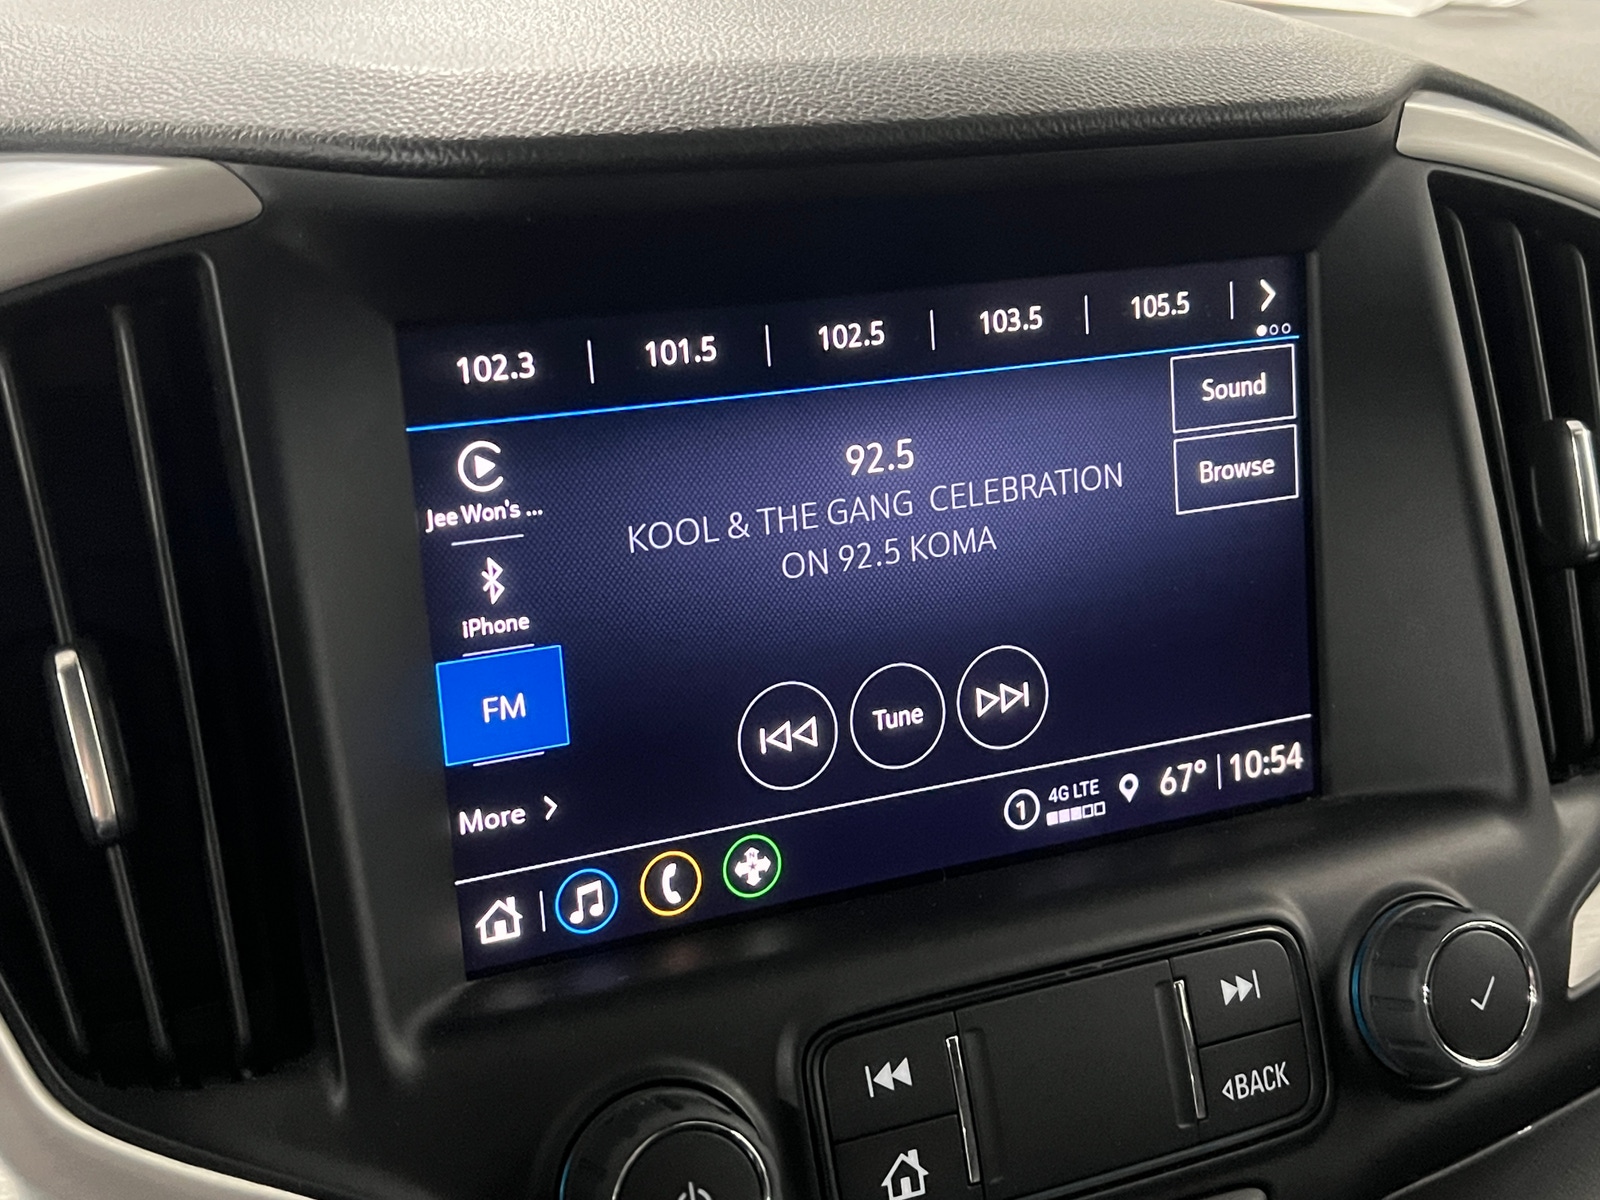 102.3 | 101.5 | 102.5 | 103.5 | 105.5
Sound
Browse
92.5
KOOL & THE GANG CELEBRATION
ON 92.5 KOMA
Jee Won's ...
iPhone
FM
More
Tune
1 4G LTE 67° | 10:54
BACK